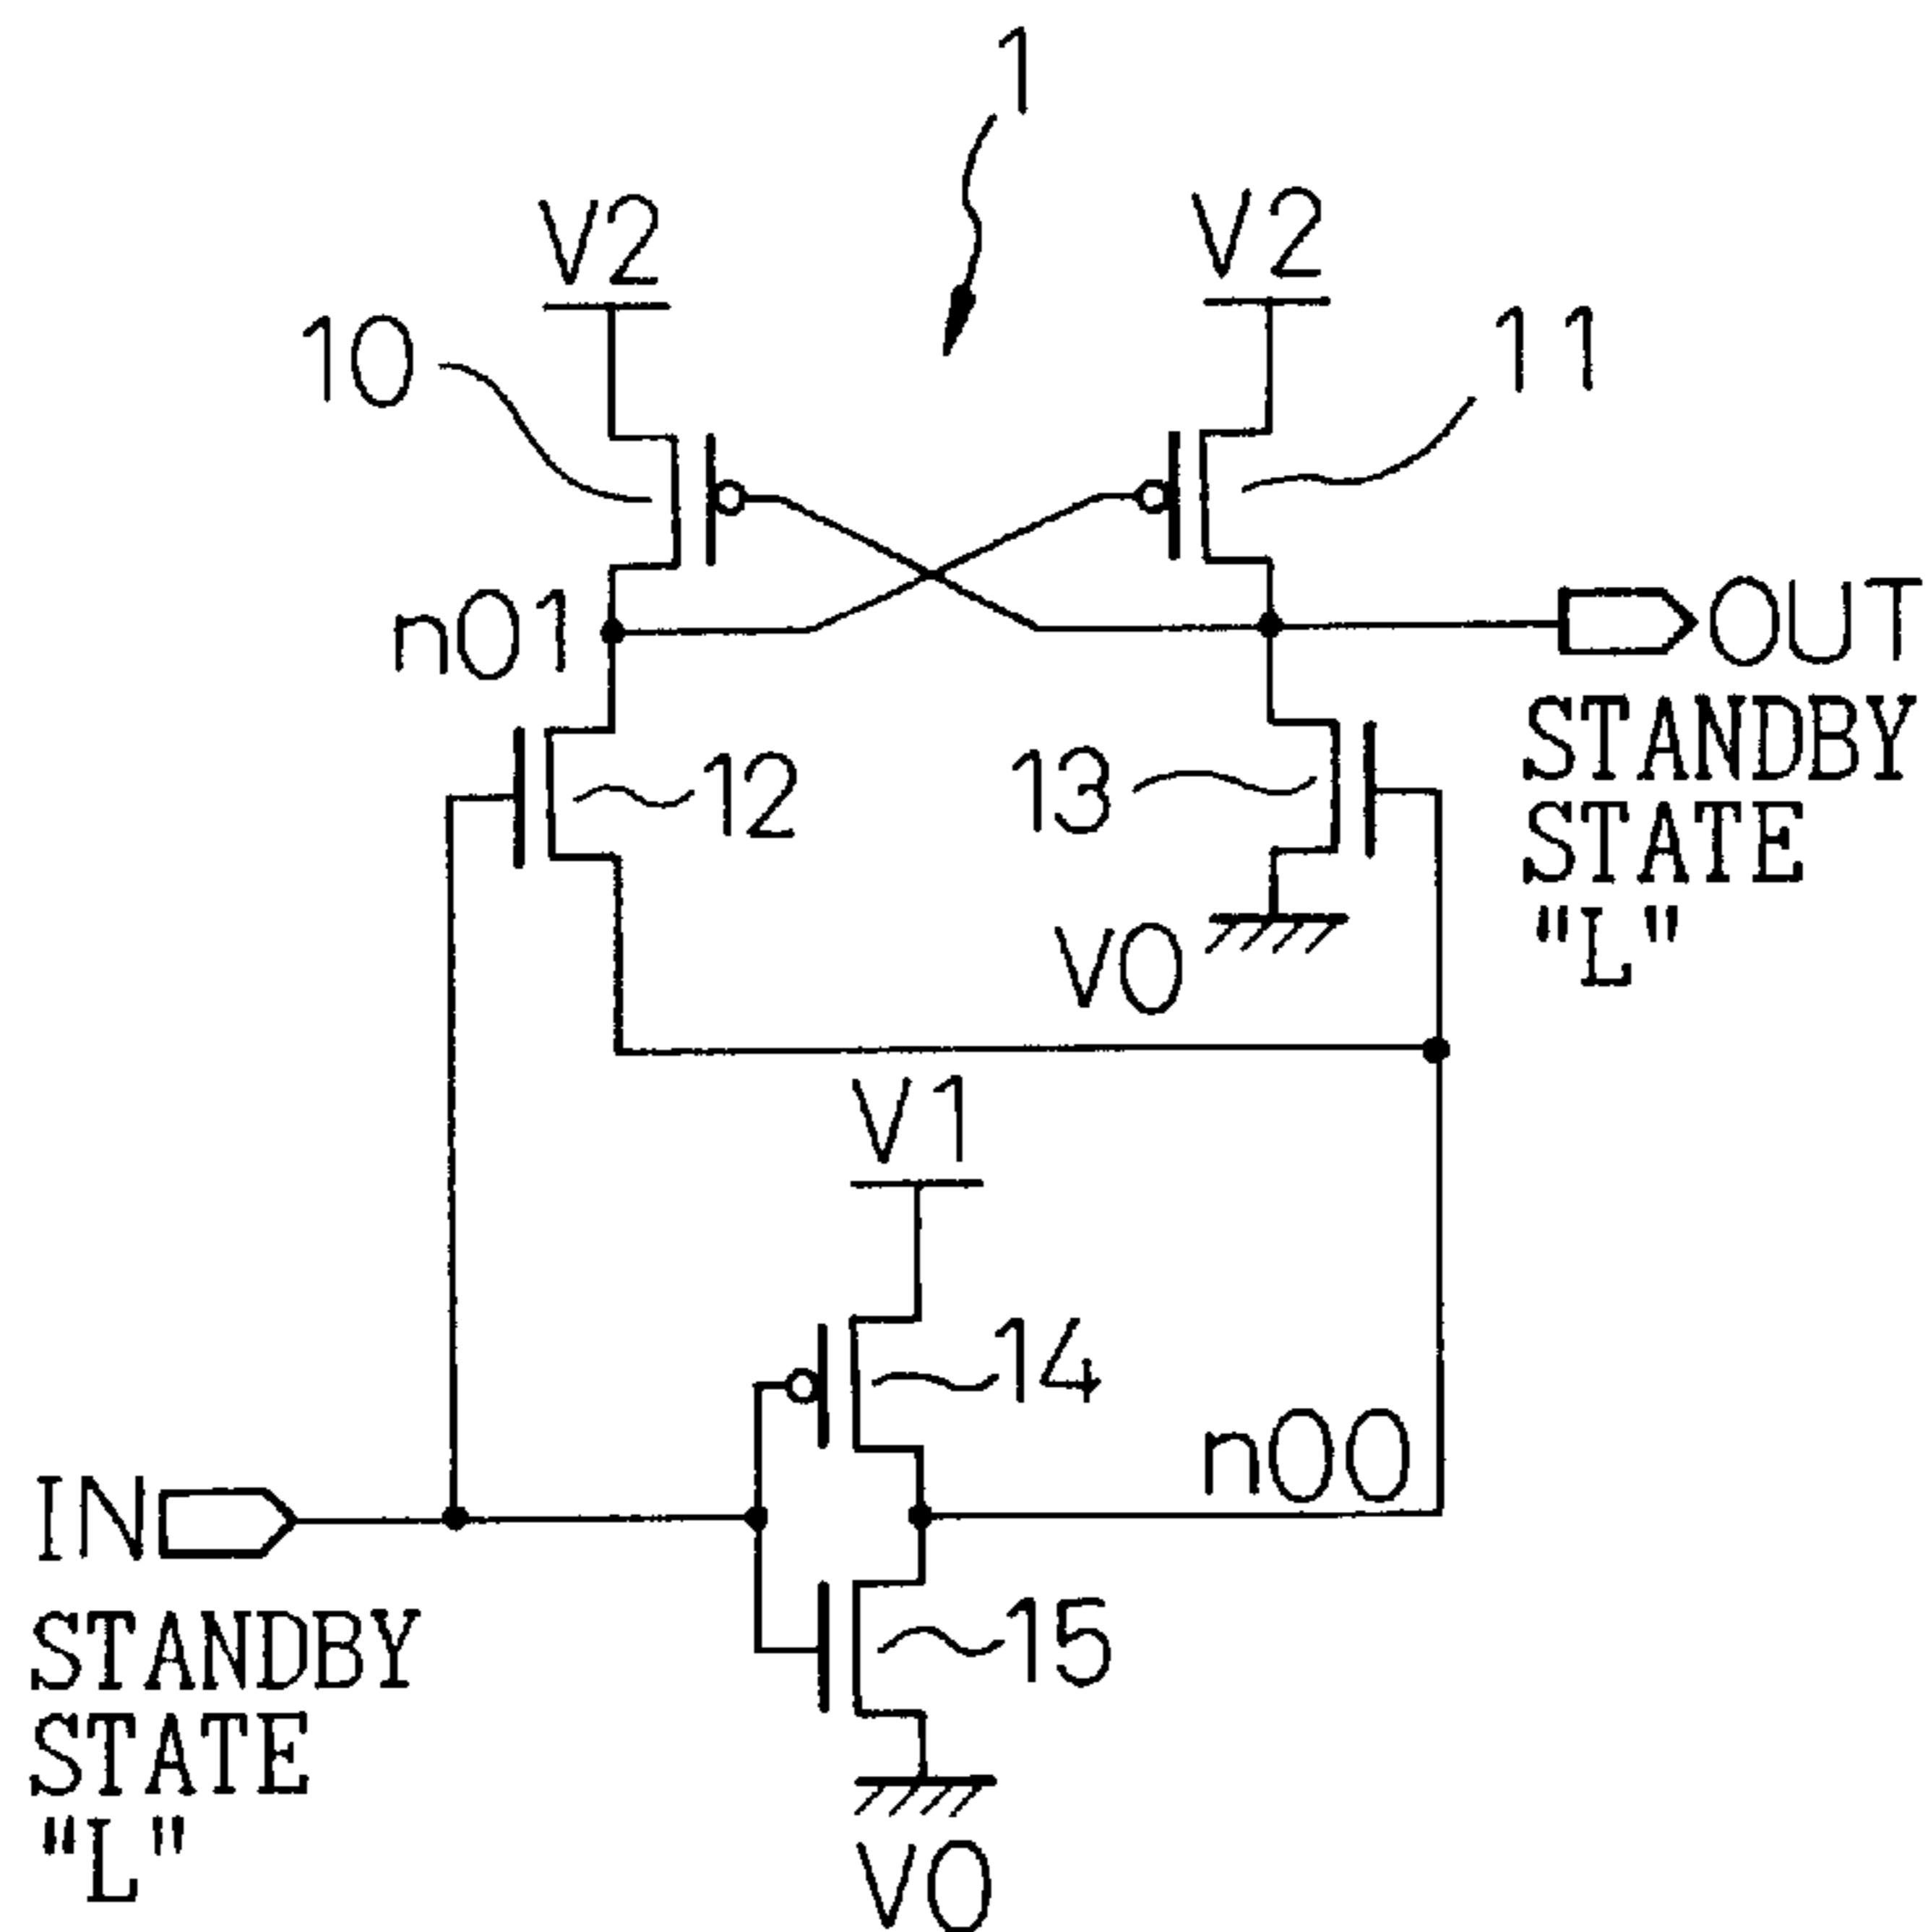 1
V2
V2
10
11
n01
OUT
STANDBY
STATE
"L"
12
13
V0
V1
14
n00
IN
STANDBY
STATE
"L"
15
V0